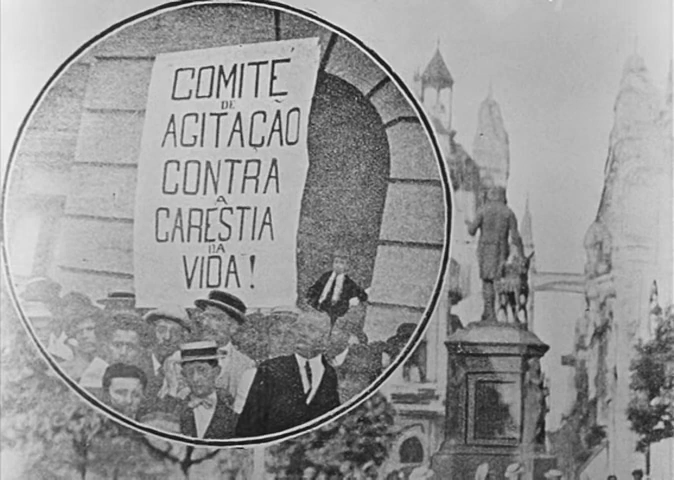 COMITÉ
DE
AGITAÇÃO
CONTRA
A
CARESTIA
DA
VIDA!